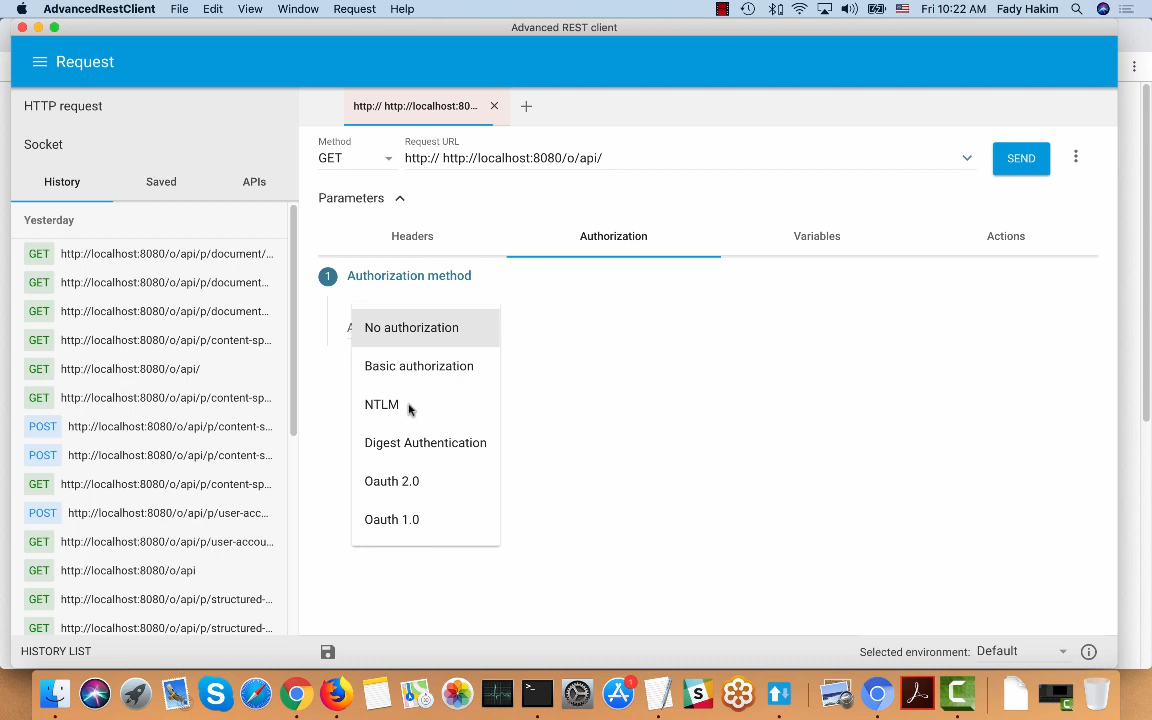 AdvancedRestClient File Edit View Window Request Help Fri 10:22 AM Fady Hakim
Advanced REST client
Request
HTTP request
Socket
History Saved APIs
Yesterday
GET http://localhost:8080/o/api/p/document/...
GET http://localhost:8080/o/api/p/document...
GET http://localhost:8080/o/api/p/document...
GET http://localhost:8080/o/api/p/content-sp...
GET http://localhost:8080/o/api/
GET http://localhost:8080/o/api/p/content-sp...
POST http://localhost:8080/o/api/p/content-s...
POST http://localhost:8080/o/api/p/content-s...
GET http://localhost:8080/o/api/p/content-sp...
POST http://localhost:8080/o/api/p/user-acc...
GET http://localhost:8080/o/api/p/user-accou...
GET http://localhost:8080/o/api
GET http://localhost:8080/o/api/p/structured-...
GET http://localhost:8080/o/api/p/structured-...
HISTORY LIST
http:// http://localhost:80...
Method
GET
Request URL
http:// http://localhost:8080/o/api/
SEND
Parameters
Headers Authorization Variables Actions
1 Authorization method
No authorization
Basic authorization
NTLM
Digest Authentication
Oauth 2.0
Oauth 1.0
Selected environment: Default
1